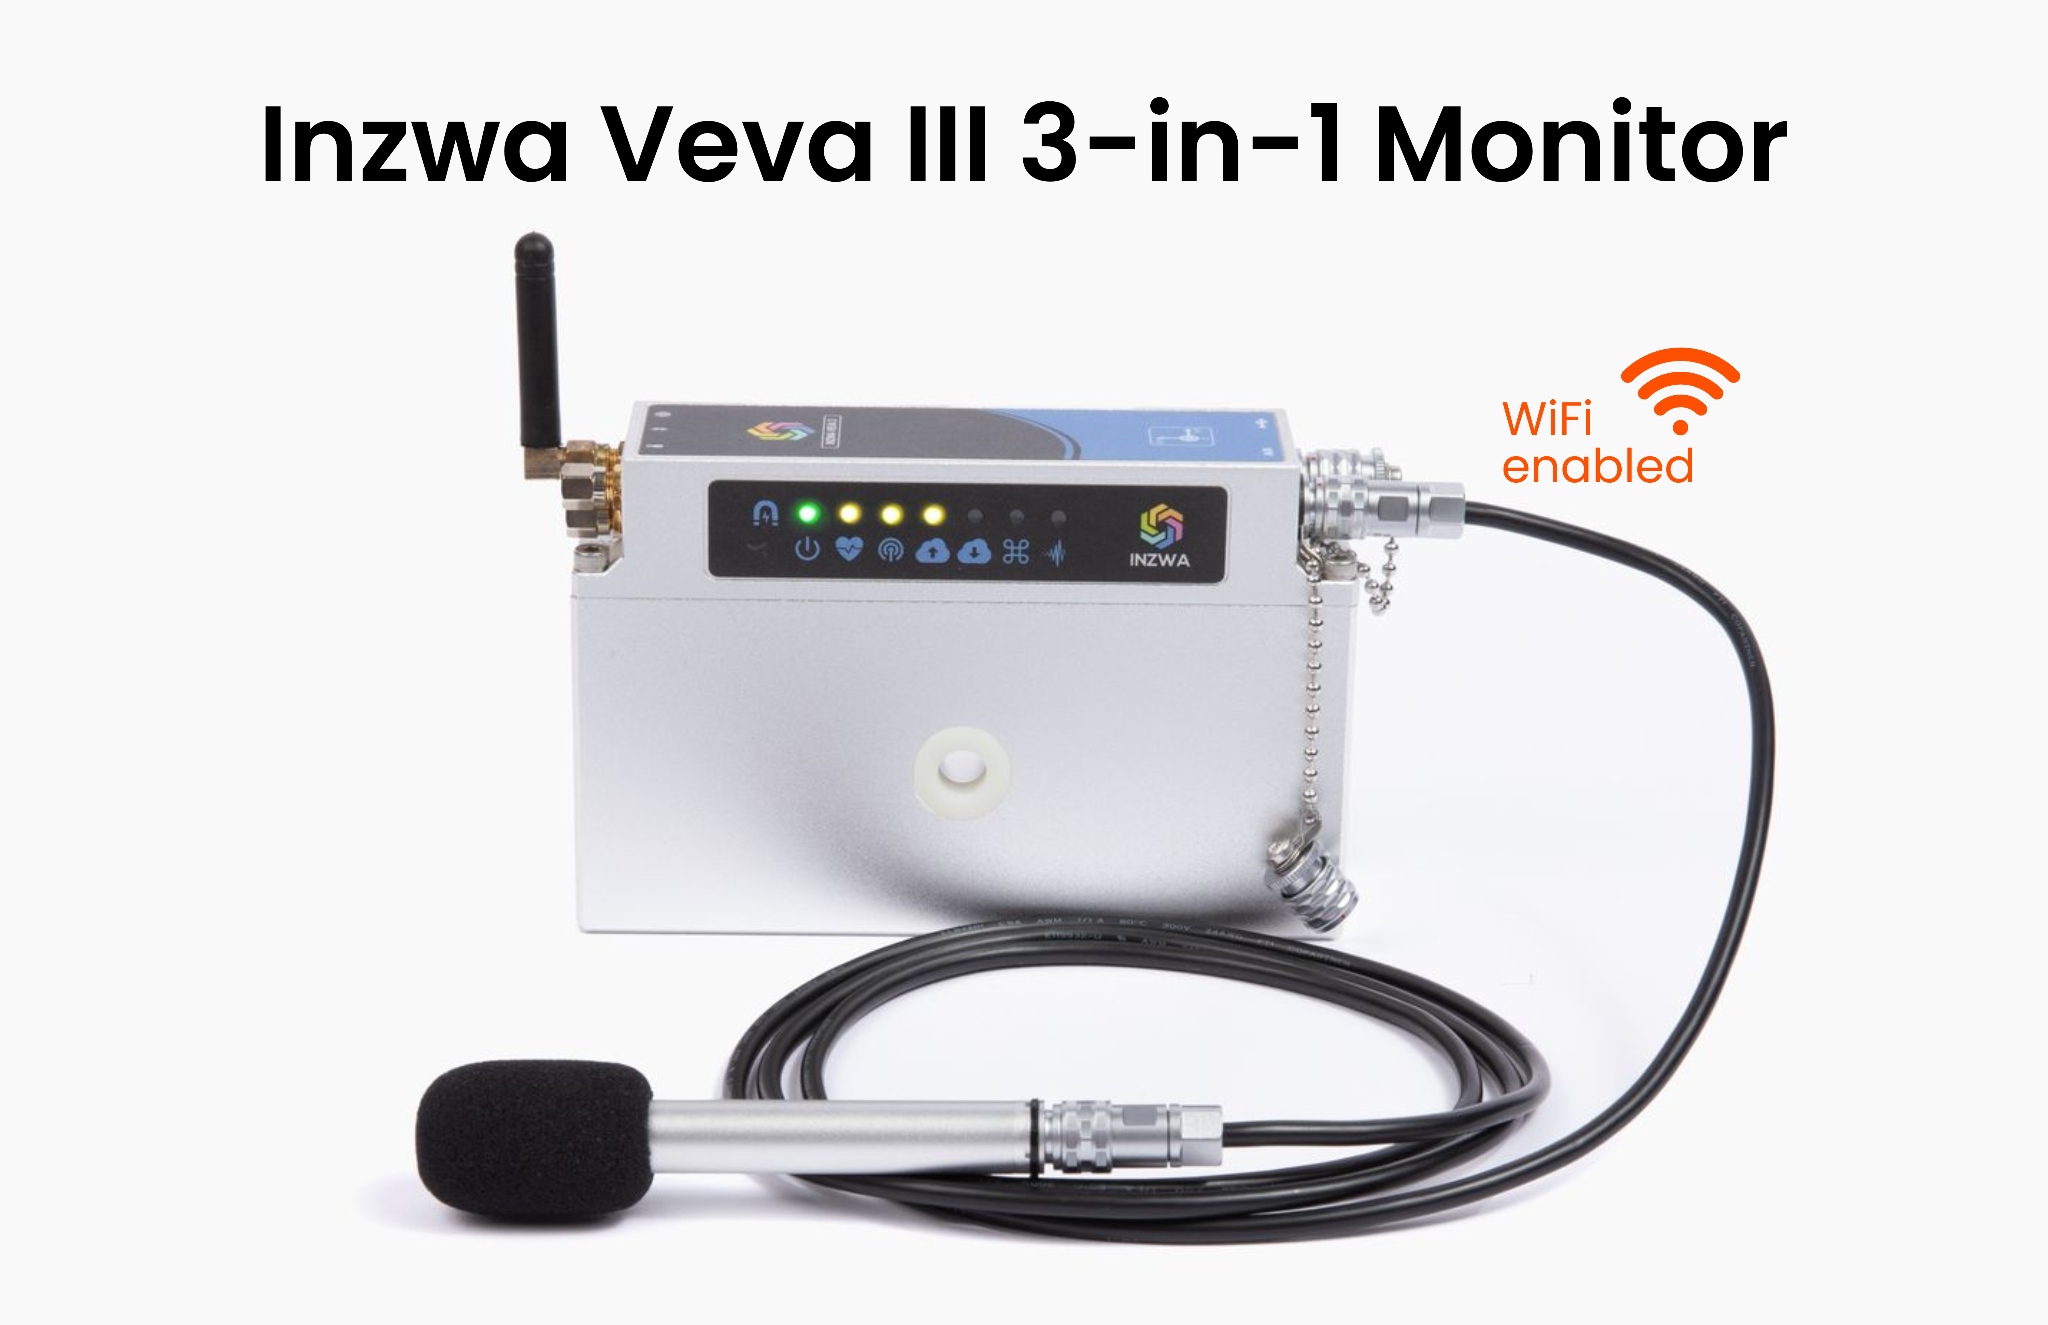 Inzwa Veva III 3-in-1 Monitor
WiFi
enabled
INZWA